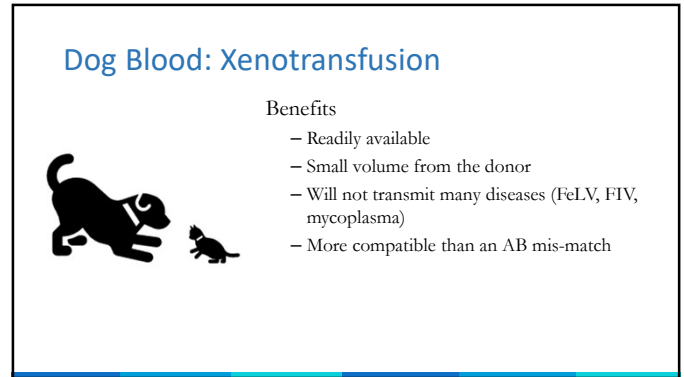 Dog Blood: Xenotransfusion
Benefits
– Readily available
– Small volume from the donor
– Will not transmit many diseases (FeLV, FIV,
mycoplasma)
– More compatible than an AB mis-match